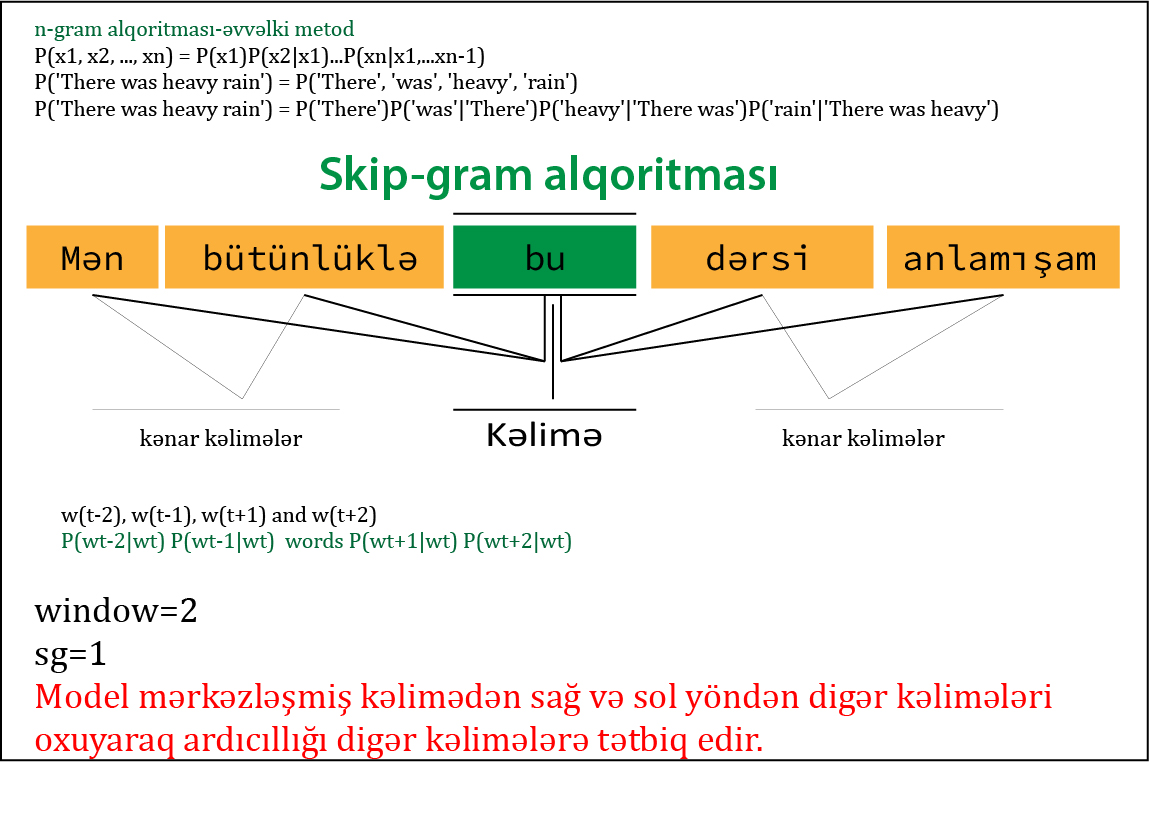 n-gram alqoritması-əvvəlki metod
P(x1, x2, ..., xn) = P(x1)P(x2|x1)...P(xn|x1,...xn-1)
P('There was heavy rain') = P('There', 'was', 'heavy', 'rain')
P('There was heavy rain') = P('There')P('was'|'There')P('heavy'|'There was')P('rain'|'There was heavy')
Skip-gram alqoritması
Mən bütünlüklə bu dərsi anlamışam
kənar kəlimələr Kəlimə kənar kəlimələr
w(t-2), w(t-1), w(t+1) and w(t+2)
P(wt-2|wt) P(wt-1|wt) words P(wt+1|wt) P(wt+2|wt)
window=2
sg=1
Model mərkəzləşmiş kəlimədən sağ və sol yöndən digər kəlimələri
oxuyaraq ardıcıllığı digər kəlimələrə tətbiq edir.